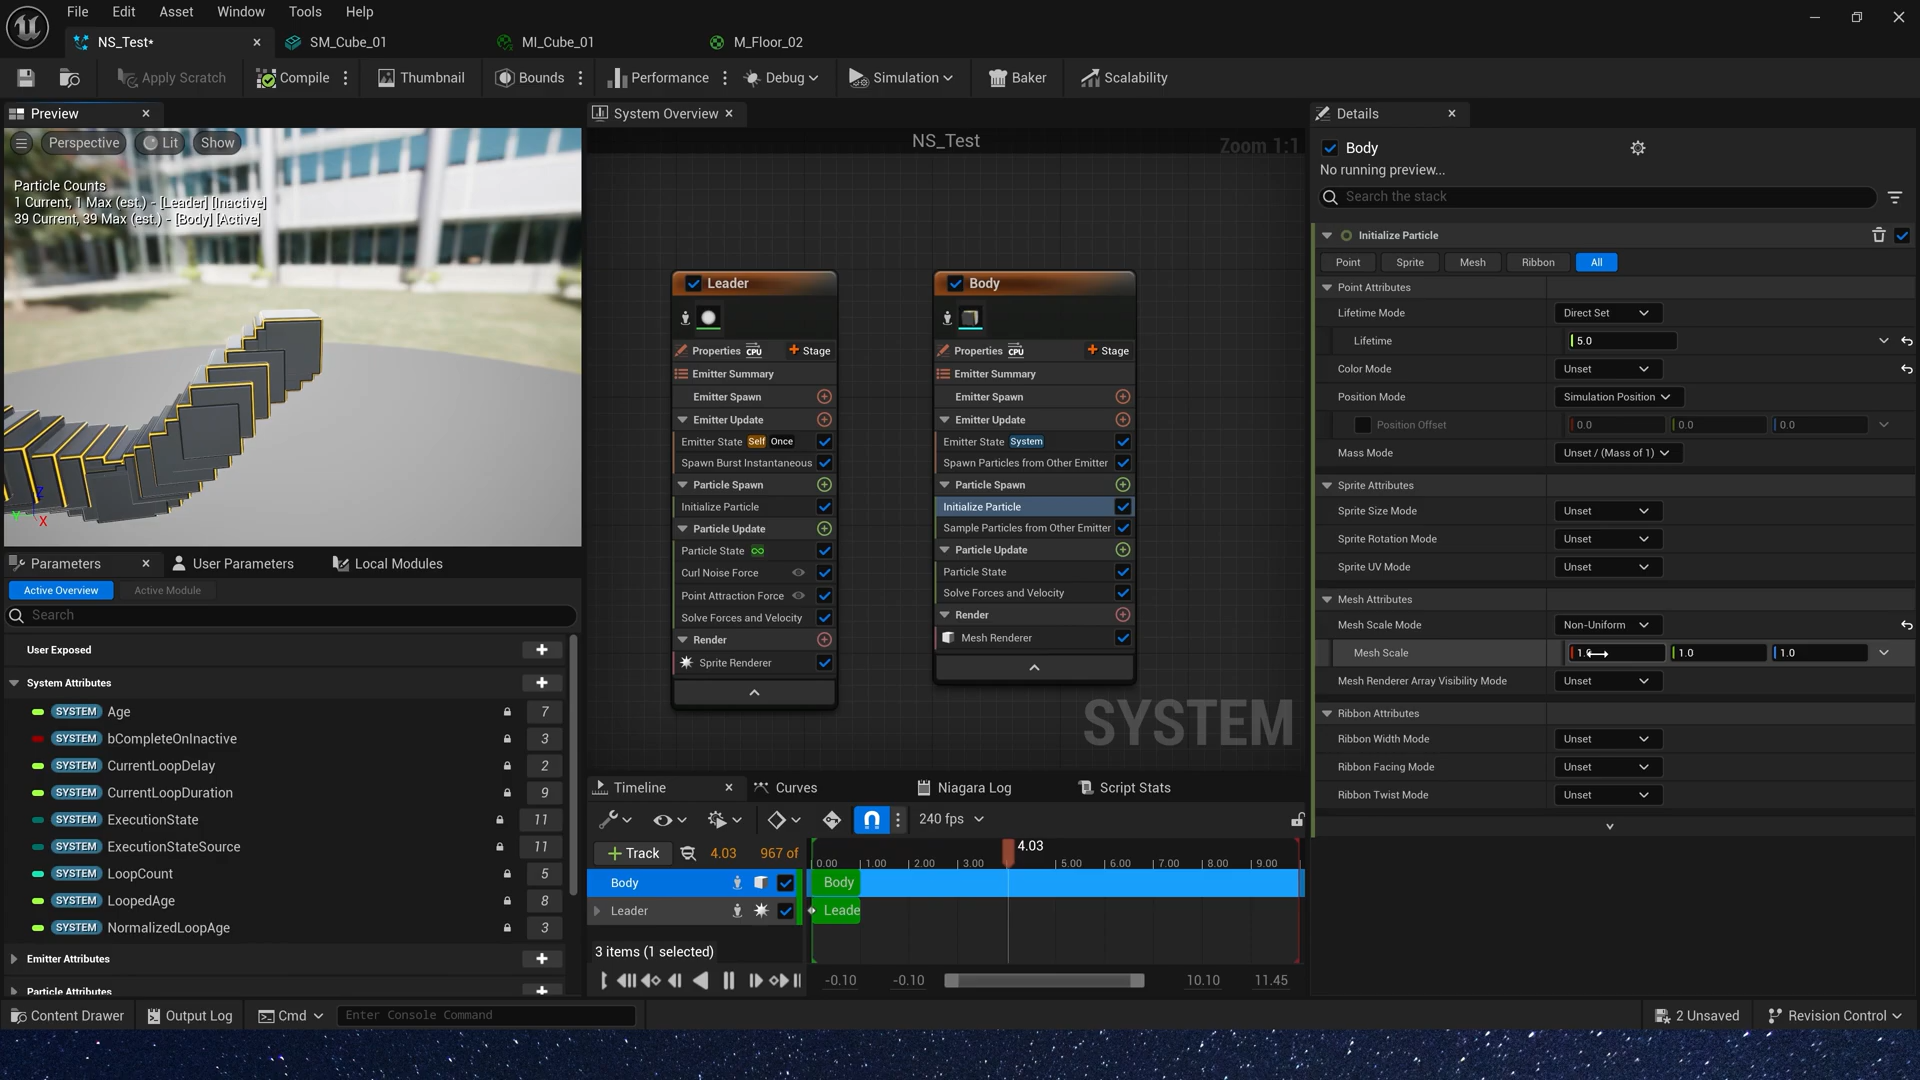 File Edit Asset Window Tools Help
NS_Test* SM_Cube_01 MI_Cube_01 M_Floor_02
Apply Scratch Compile Thumbnail Bounds Performance Debug Simulation Baker Scalability
Preview
Perspective Lit Show
Particle Counts
1 Current, 1 Max (est.) - [Leader] [Inactive]
39 Current, 39 Max (est.) - [Body] [Active]
Z
X
Parameters User Parameters Local Modules
Active Overview Active Module
Search
User Exposed
System Attributes
SYSTEM Age 7
SYSTEM bCompleteOnInactive 3
SYSTEM CurrentLoopDelay 2
SYSTEM CurrentLoopDuration 9
SYSTEM ExecutionState 11
SYSTEM ExecutionStateSource 11
SYSTEM LoopCount 5
SYSTEM LoopedAge 8
SYSTEM NormalizedLoopAge 3
Emitter Attributes
Particle Attributes
System Overview
NS_Test
Zoom 1:1
Leader
Properties CPU Stage
Emitter Summary
Emitter Spawn
Emitter Update
Emitter State Self Once
Spawn Burst Instantaneous
Particle Spawn
Initialize Particle
Particle Update
Particle State
Curl Noise Force
Point Attraction Force
Solve Forces and Velocity
Render
Sprite Renderer
Body
Properties CPU Stage
Emitter Summary
Emitter Spawn
Emitter Update
Emitter State System
Spawn Particles from Other Emitter
Particle Spawn
Initialize Particle
Sample Particles from Other Emitter
Particle Update
Particle State
Solve Forces and Velocity
Render
Mesh Renderer
SYSTEM
Timeline Curves Niagara Log Script Stats
240 fps
Track 4.03 967 of
4.03
0.00 1.00 2.00 3.00 5.00 6.00 7.00 8.00 9.00
Body Body
Leader Leade
3 items (1 selected)
-0.10 -0.10 10.10 11.45
Details
Body
No running preview...
Search the stack
Initialize Particle
Point Sprite Mesh Ribbon All
Point Attributes
Lifetime Mode Direct Set
Lifetime 5.0
Color Mode Unset
Position Mode Simulation Position
Position Offset 0.0 0.0 0.0
Mass Mode Unset / (Mass of 1)
Sprite Attributes
Sprite Size Mode Unset
Sprite Rotation Mode Unset
Sprite UV Mode Unset
Mesh Attributes
Mesh Scale Mode Non-Uniform
Mesh Scale 1.0 1.0 1.0
Mesh Renderer Array Visibility Mode Unset
Ribbon Attributes
Ribbon Width Mode Unset
Ribbon Facing Mode Unset
Ribbon Twist Mode Unset
Content Drawer Output Log Cmd Enter Console Command 2 Unsaved Revision Control